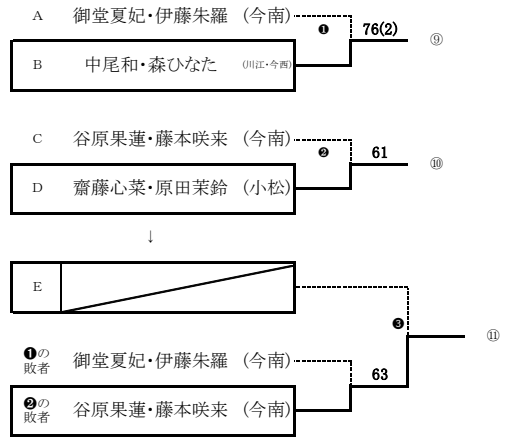 A 御堂夏妃・伊藤朱羅 (今南)
❶ 76(2) ⑨
B 中尾和・森ひなた (川江・今西)
C 谷原果蓮・藤本咲来 (今南)
❷ 61 ⑩
D 齋藤心菜・原田茉鈴 (小松)
↓
E
❸
⑪
❶の敗者 御堂夏妃・伊藤朱羅 (今南)
63
❷の敗者 谷原果蓮・藤本咲来 (今南)